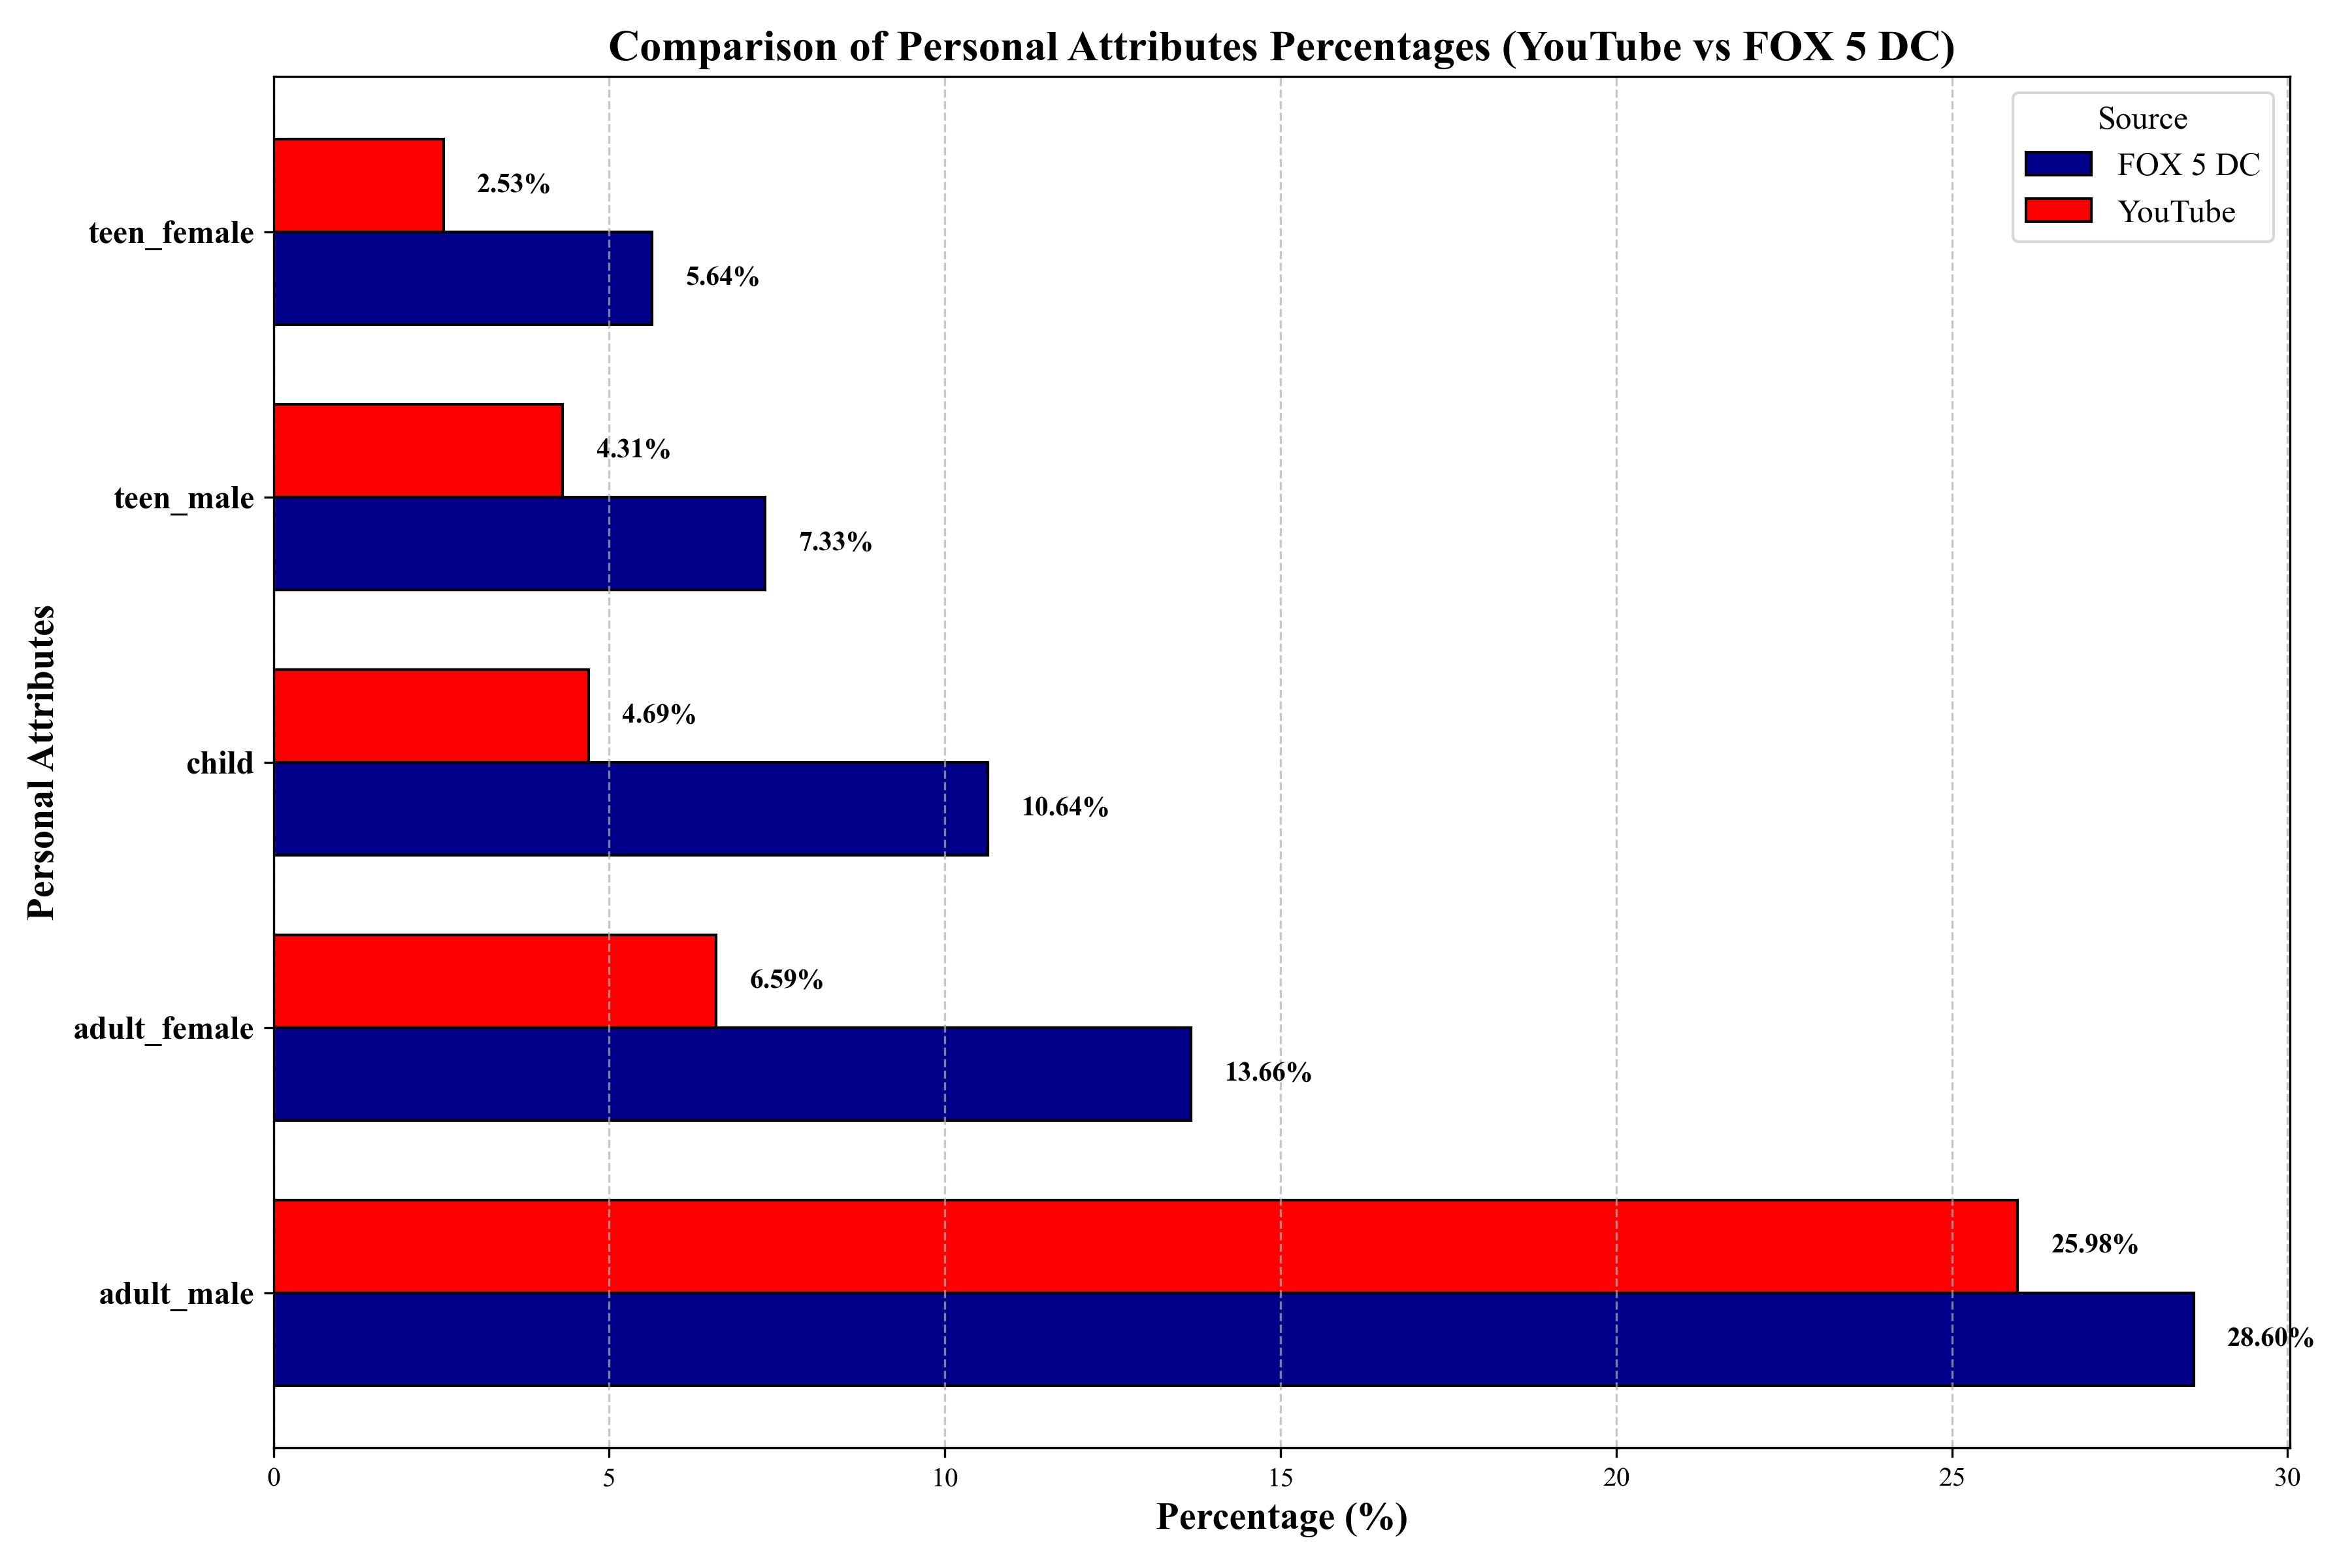 Comparison of Personal Attributes Percentages (YouTube vs FOX 5 DC)
Source
FOX 5 DC
YouTube
Personal Attributes
teen_female
2.53%
5.64%
teen_male
4.31%
7.33%
child
4.69%
10.64%
adult_female
6.59%
13.66%
adult_male
25.98%
28.60%
0 5 10 15 20 25 30
Percentage (%)